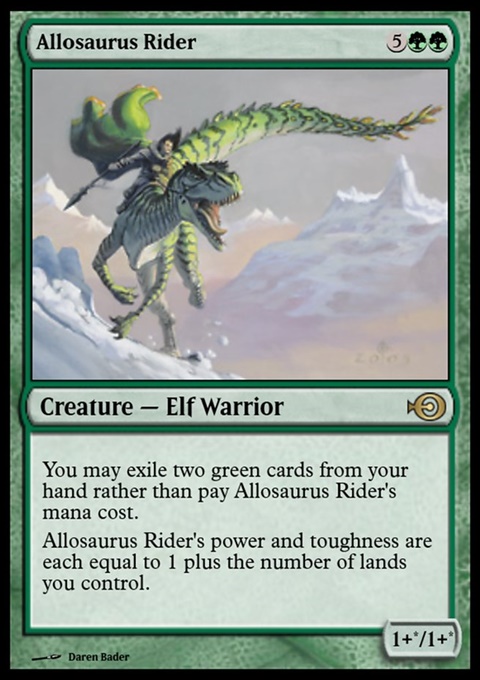 Allosaurus Rider 5
2005
Creature — Elf Warrior
You may exile two green cards from your
hand rather than pay Allosaurus Rider's
mana cost.
Allosaurus Rider's power and toughness are
each equal to 1 plus the number of lands
you control.
1+*/1+*
Daren Bader